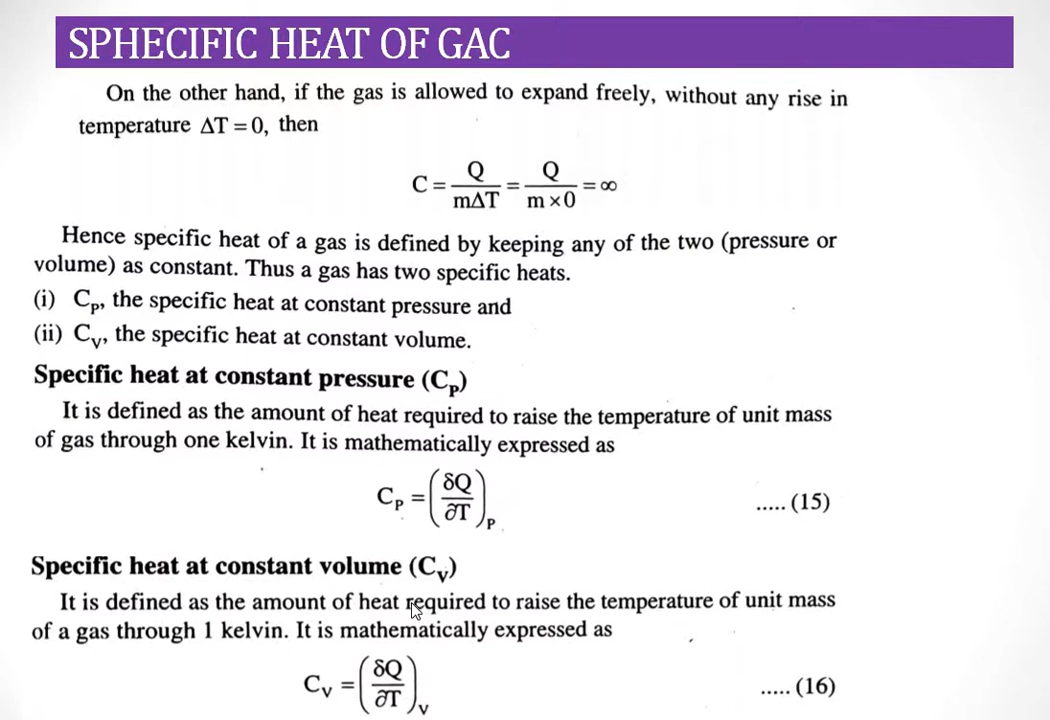 SPHECIFIC HEAT OF GAC
On the other hand, if the gas is allowed to expand freely, without any rise in
temperature ΔT = 0, then
C = Q/mΔT = Q/m × 0 = ∞
Hence specific heat of a gas is defined by keeping any of the two (pressure or
volume) as constant. Thus a gas has two specific heats.
(i) Cₚ, the specific heat at constant pressure and
(ii) Cᵥ, the specific heat at constant volume.
Specific heat at constant pressure (Cₚ)
It is defined as the amount of heat required to raise the temperature of unit mass
of gas through one kelvin. It is mathematically expressed as
C_P = (δQ/∂T)_P ..... (15)
Specific heat at constant volume (Cᵥ)
It is defined as the amount of heat required to raise the temperature of unit mass
of a gas through 1 kelvin. It is mathematically expressed as
C_V = (δQ/∂T)_V ..... (16)